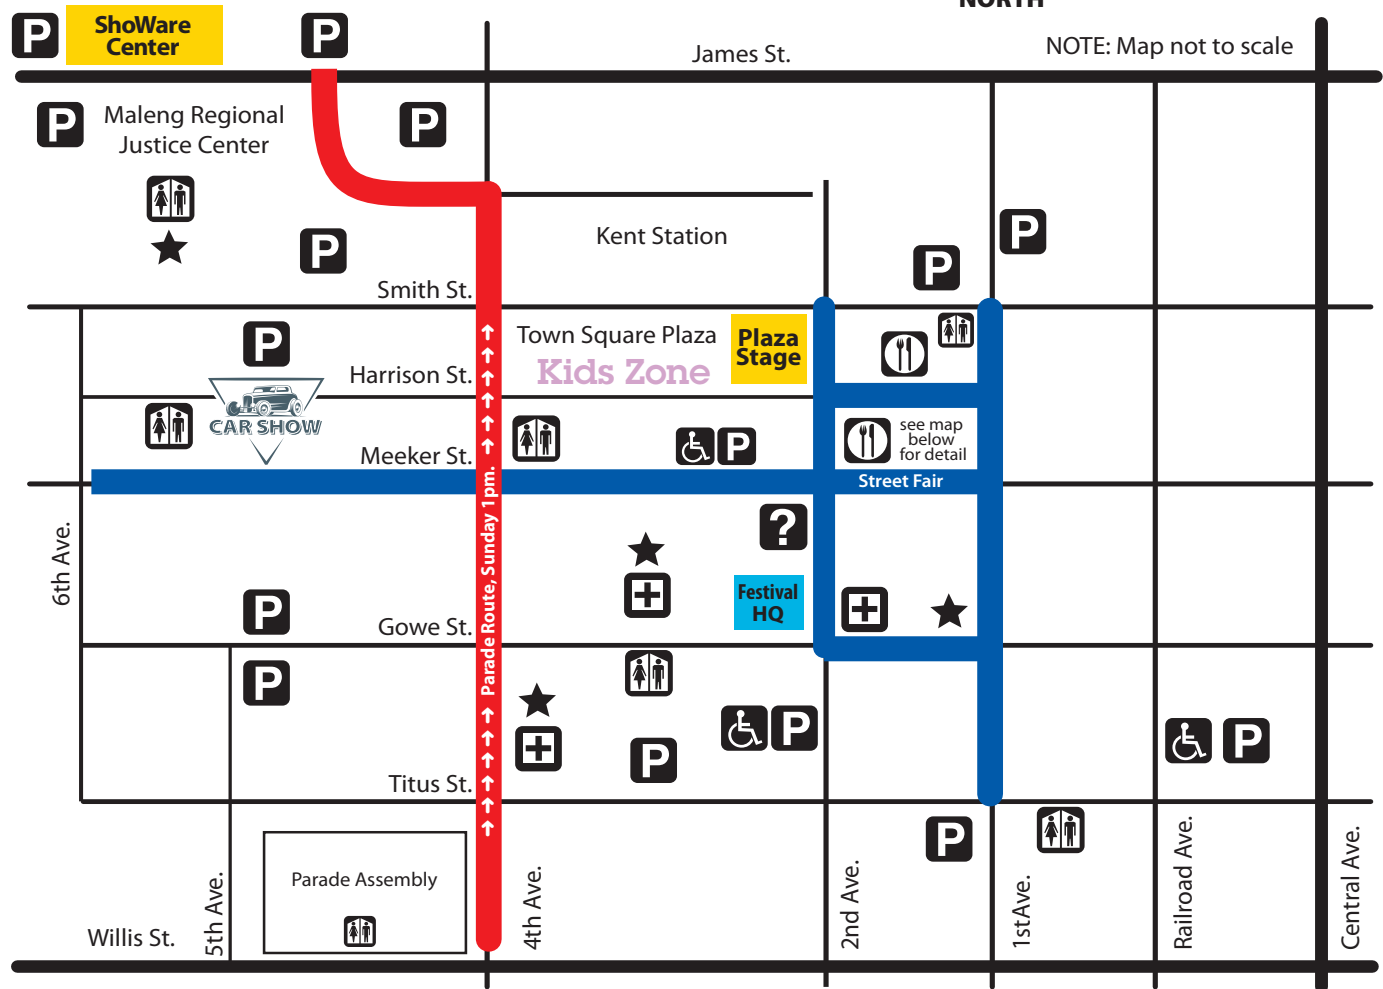 NORTH
P
ShoWare
Center
P
James St.
NOTE: Map not to scale
P
Maleng Regional
Justice Center
P
P
Kent Station
P
P
Smith St.
P
Town Square Plaza
Kids Zone
Plaza
Stage
Harrison St.
CAR SHOW
see map
below
for detail
Meeker St.
P
Street Fair
Parade Route, Sunday 1pm.
?
6th Ave.
Festival
HQ
P
Gowe St.
P
P
P
P
Titus St.
P
Parade Assembly
Willis St.
5th Ave.
4th Ave.
2nd Ave.
1stAve.
Railroad Ave.
Central Ave.